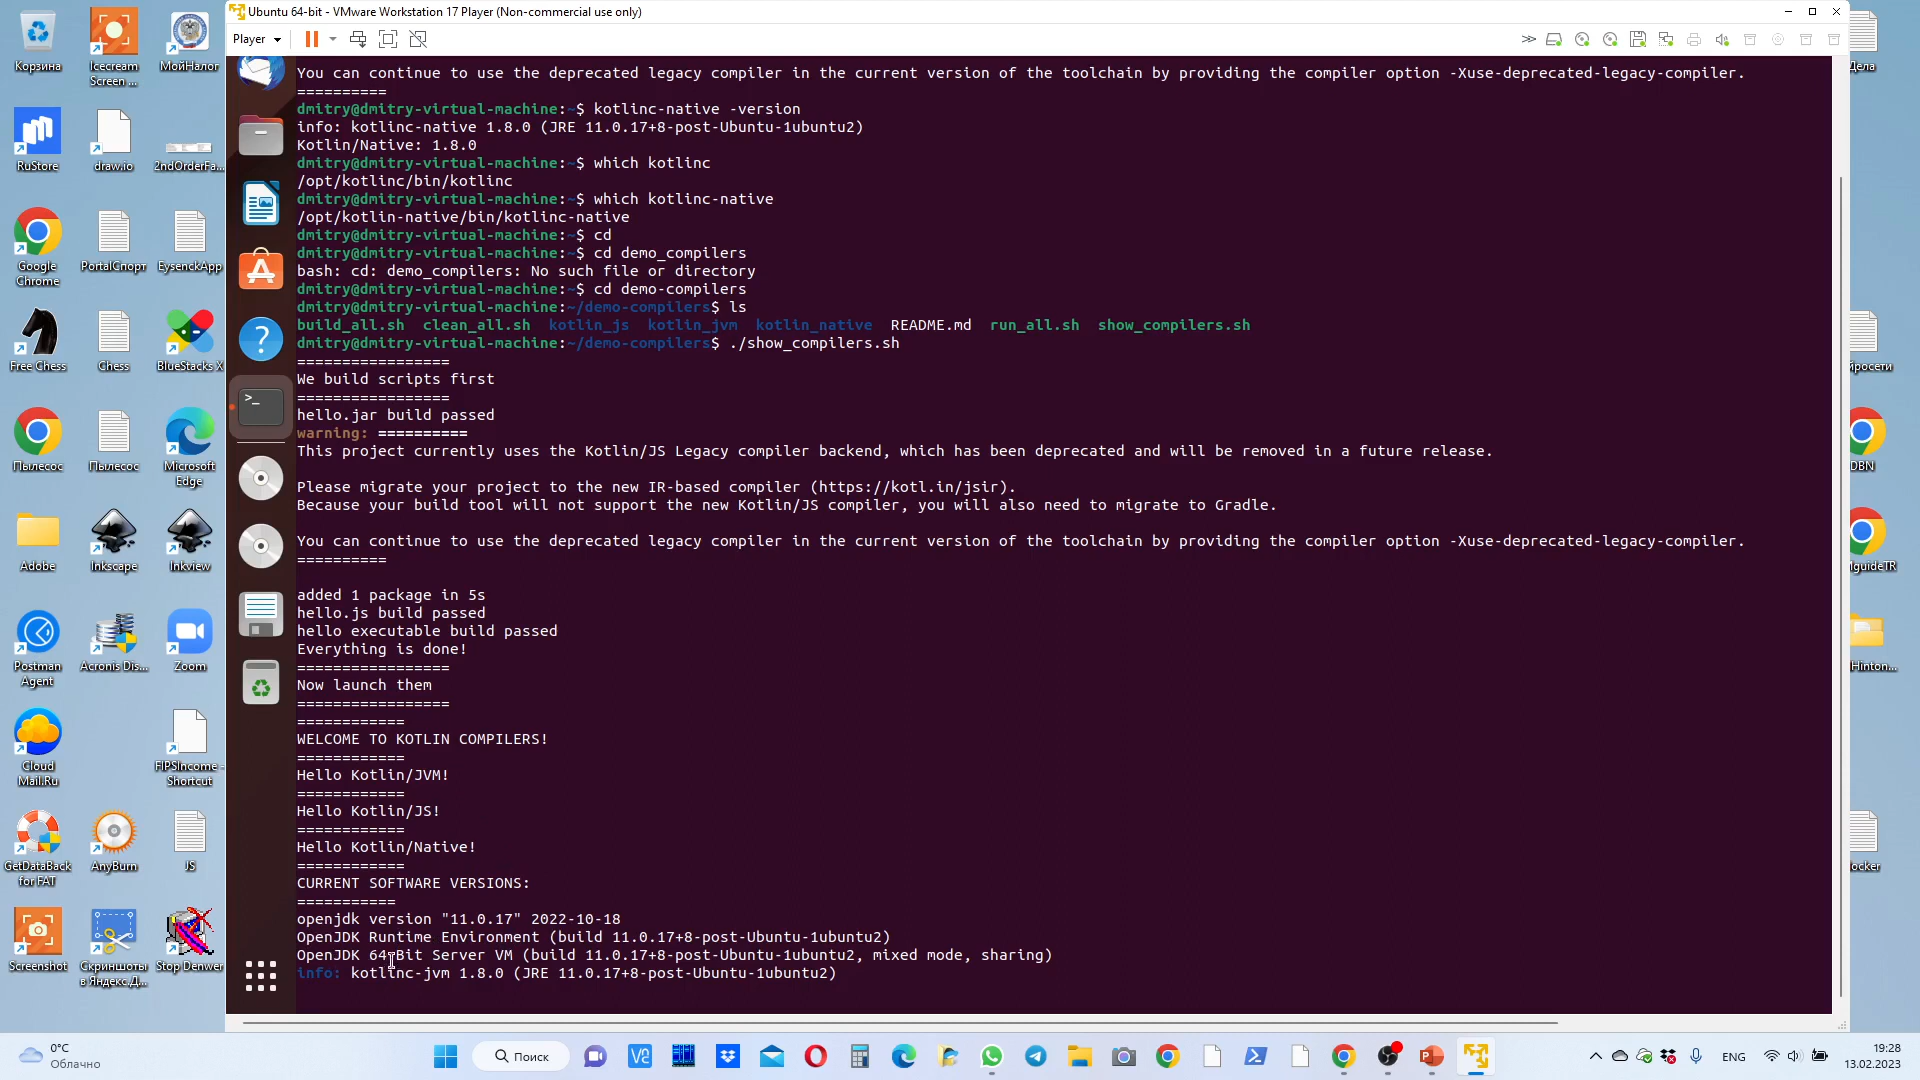 Ubuntu 64-bit - VMware Workstation 17 Player (Non-commercial use only)
Player
You can continue to use the deprecated legacy compiler in the current version of the toolchain by providing the compiler option -Xuse-deprecated-legacy-compiler.
==========
dmitry@dmitry-virtual-machine:~$ kotlinc-native -version
info: kotlinc-native 1.8.0 (JRE 11.0.17+8-post-Ubuntu-1ubuntu2)
Kotlin/Native: 1.8.0
dmitry@dmitry-virtual-machine:~$ which kotlinc
/opt/kotlinc/bin/kotlinc
dmitry@dmitry-virtual-machine:~$ which kotlinc-native
/opt/kotlin-native/bin/kotlinc-native
dmitry@dmitry-virtual-machine:~$ cd
dmitry@dmitry-virtual-machine:~$ cd demo_compilers
bash: cd: demo_compilers: No such file or directory
dmitry@dmitry-virtual-machine:~$ cd demo-compilers
dmitry@dmitry-virtual-machine:~/demo-compilers$ ls
build_all.sh clean_all.sh kotlin_js kotlin_jvm kotlin_native README.md run_all.sh show_compilers.sh
dmitry@dmitry-virtual-machine:~/demo-compilers$ ./show_compilers.sh
=================
We build scripts first
=================
hello.jar build passed
warning: ==========
This project currently uses the Kotlin/JS Legacy compiler backend, which has been deprecated and will be removed in a future release.
Please migrate your project to the new IR-based compiler (https://kotl.in/jsir).
Because your build tool will not support the new Kotlin/JS compiler, you will also need to migrate to Gradle.
You can continue to use the deprecated legacy compiler in the current version of the toolchain by providing the compiler option -Xuse-deprecated-legacy-compiler.
==========
added 1 package in 5s
hello.js build passed
hello executable build passed
Everything is done!
=================
Now launch them
=================
============
WELCOME TO KOTLIN COMPILERS!
============
Hello Kotlin/JVM!
============
Hello Kotlin/JS!
============
Hello Kotlin/Native!
============
CURRENT SOFTWARE VERSIONS:
===========
openjdk version "11.0.17" 2022-10-18
OpenJDK Runtime Environment (build 11.0.17+8-post-Ubuntu-1ubuntu2)
OpenJDK 64-Bit Server VM (build 11.0.17+8-post-Ubuntu-1ubuntu2, mixed mode, sharing)
info: kotlinc-jvm 1.8.0 (JRE 11.0.17+8-post-Ubuntu-1ubuntu2)
Корзина
Icecream Screen ...
МойНалог
RuStore
draw.io
2ndOrderFa...
Google Chrome
PortalСпорт
EysenckApp
Free Chess
Chess
BlueStacks X
Пылесос
Пылесос
Microsoft Edge
Adobe
Inkscape
Inkview
Postman Agent
Acronis Dis...
Zoom
Cloud Mail.Ru
FIPSIncome - Shortcut
GetDataBack for FAT
AnyBurn
JS
Screenshot
Скриншоты в Яндекс.Д...
Stop Denwer
Дела
йросети
DBN
MguideTR
Hinton...
ocker
0°C
Облачно
Поиск
ENG
19:28
13.02.2023